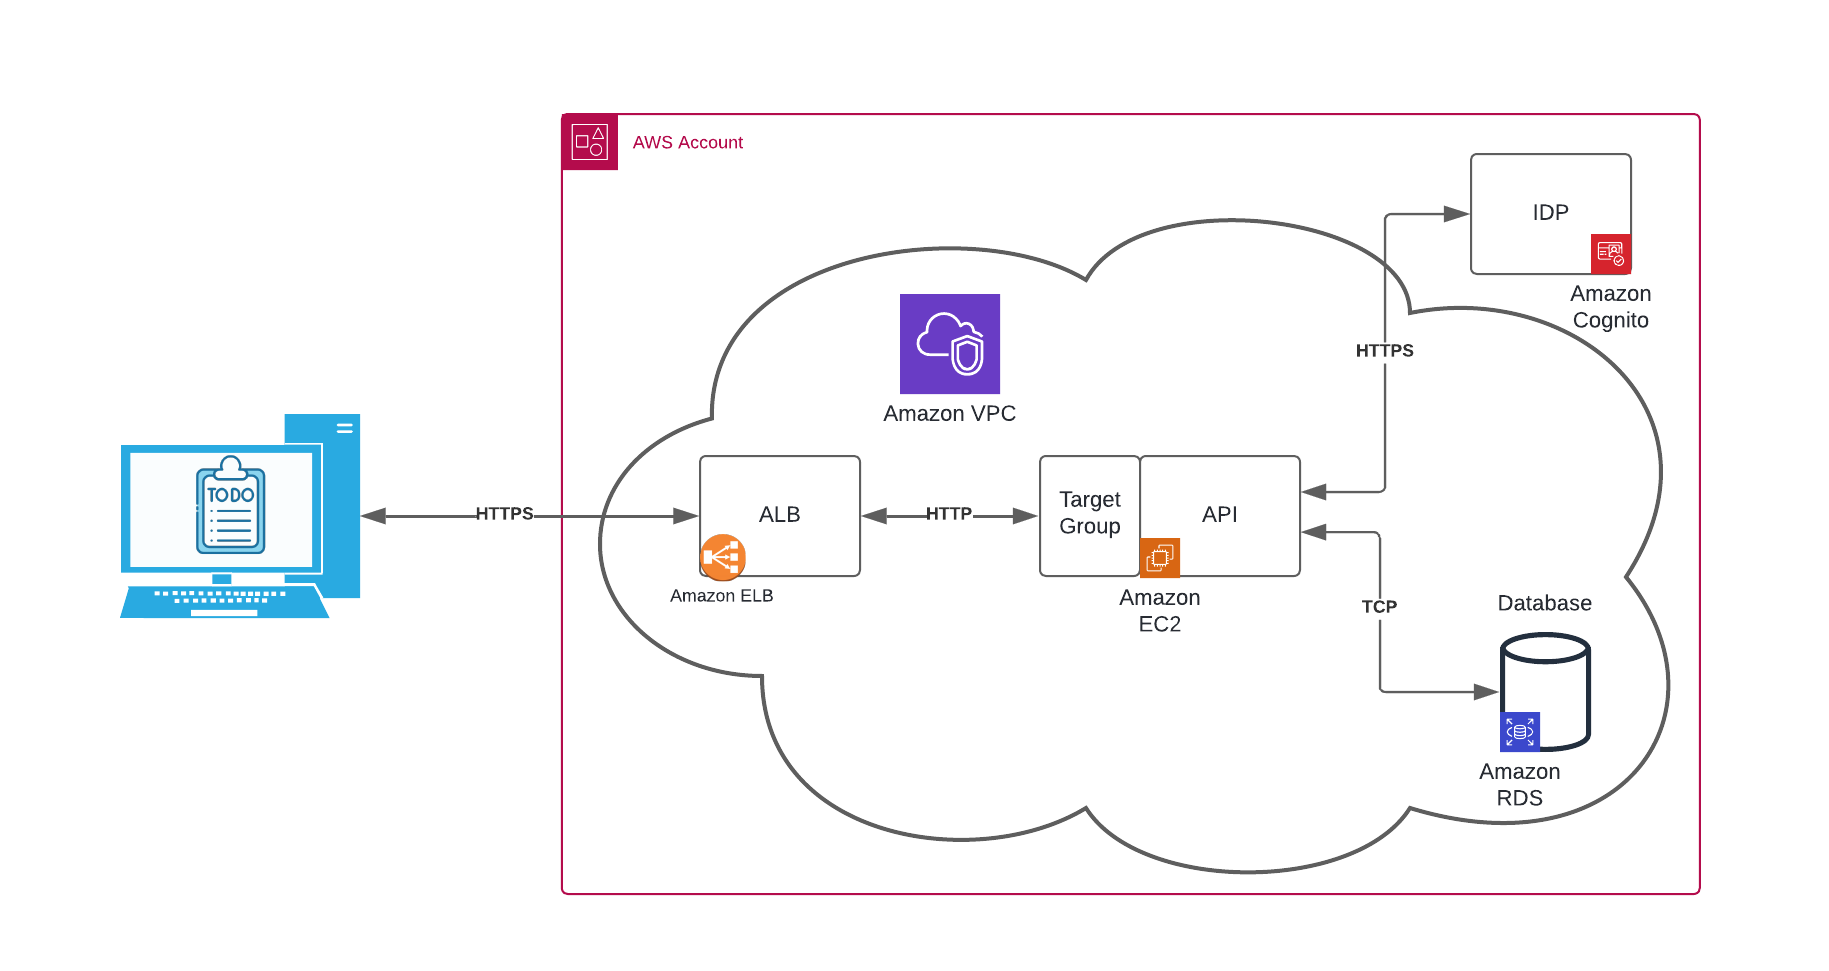 AWS Account
IDP
Amazon
Cognito
HTTPS
Amazon VPC
TODO
HTTPS
ALB
HTTP
Target
Group
API
Amazon ELB
Amazon
EC2
TCP
Database
Amazon
RDS